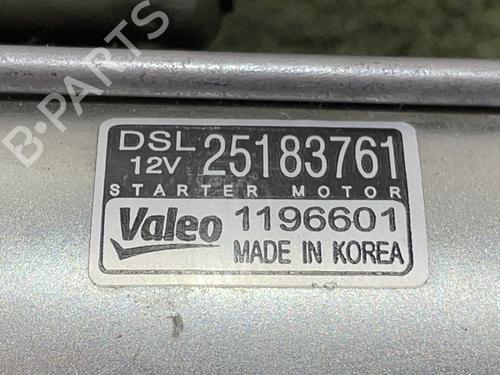 B-PARTS
DSL 12V 25183761
STARTER MOTOR
Valeo 1196601
MADE IN KOREA